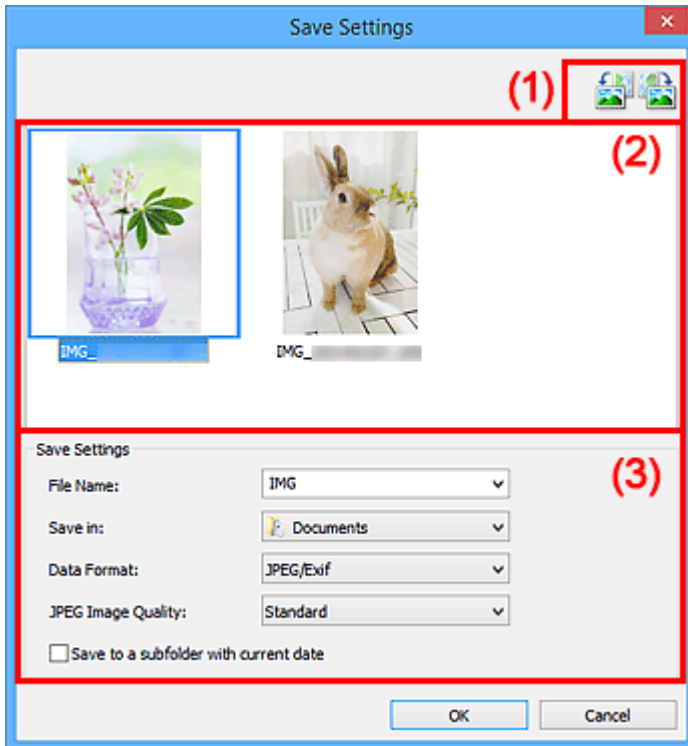 Save Settings
(1)
(2)
IMG_
IMG_
Save Settings
(3)
File Name: IMG
Save in: Documents
Data Format: JPEG/Exif
JPEG Image Quality: Standard
Save to a subfolder with current date
OK Cancel